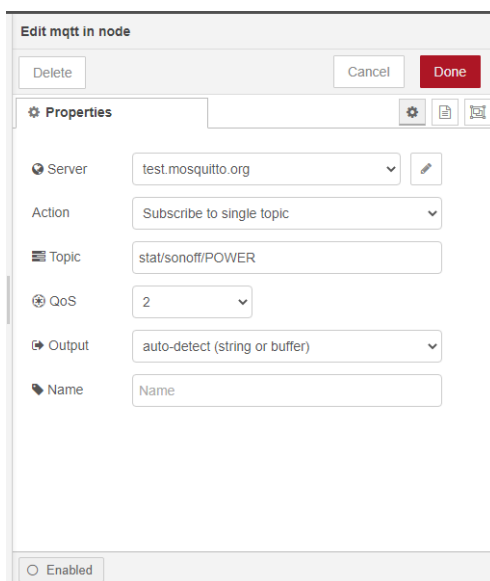 Edit mqtt in node
Delete Cancel Done
Properties
Server test.mosquitto.org
Action Subscribe to single topic
Topic stat/sonoff/POWER
QoS 2
Output auto-detect (string or buffer)
Name Name
Enabled